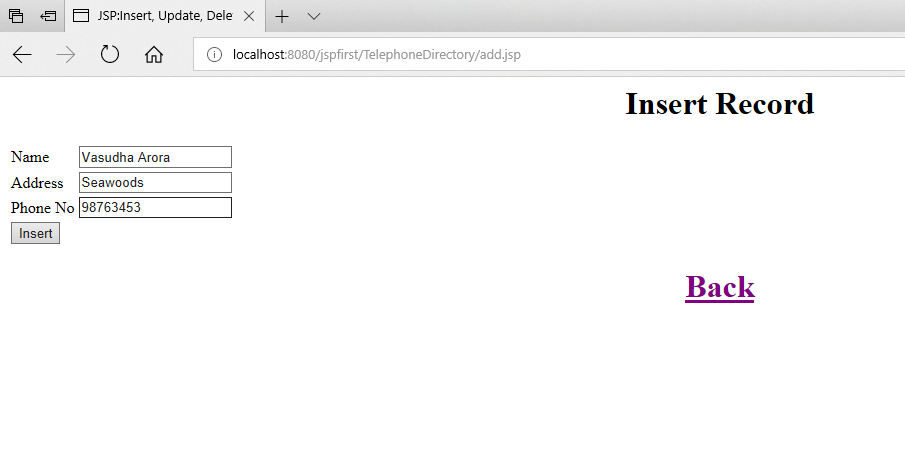 JSP:Insert, Update, Dele
localhost:8080/jspfirst/TelephoneDirectory/add.jsp
Insert Record
Name Vasudha Arora
Address Seawoods
Phone No 98763453
Insert
Back